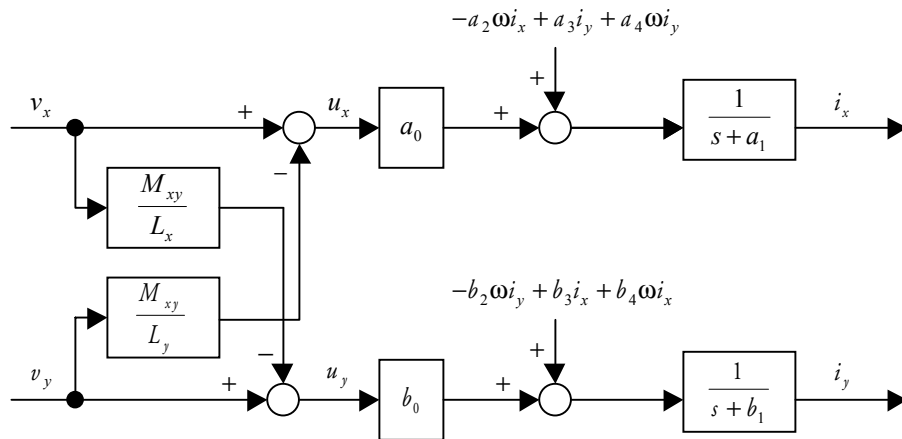 −a₂ωiₓ + a₃i_y + a₄ωi_y
+
vₓ
+
uₓ
a₀
+
1
s + a₁
iₓ
−
M_xy
Lₓ
M_xy
L_y
−b₂ωi_y + b₃iₓ + b₄ωiₓ
−
+
v_y
+
u_y
b₀
+
1
s + b₁
i_y